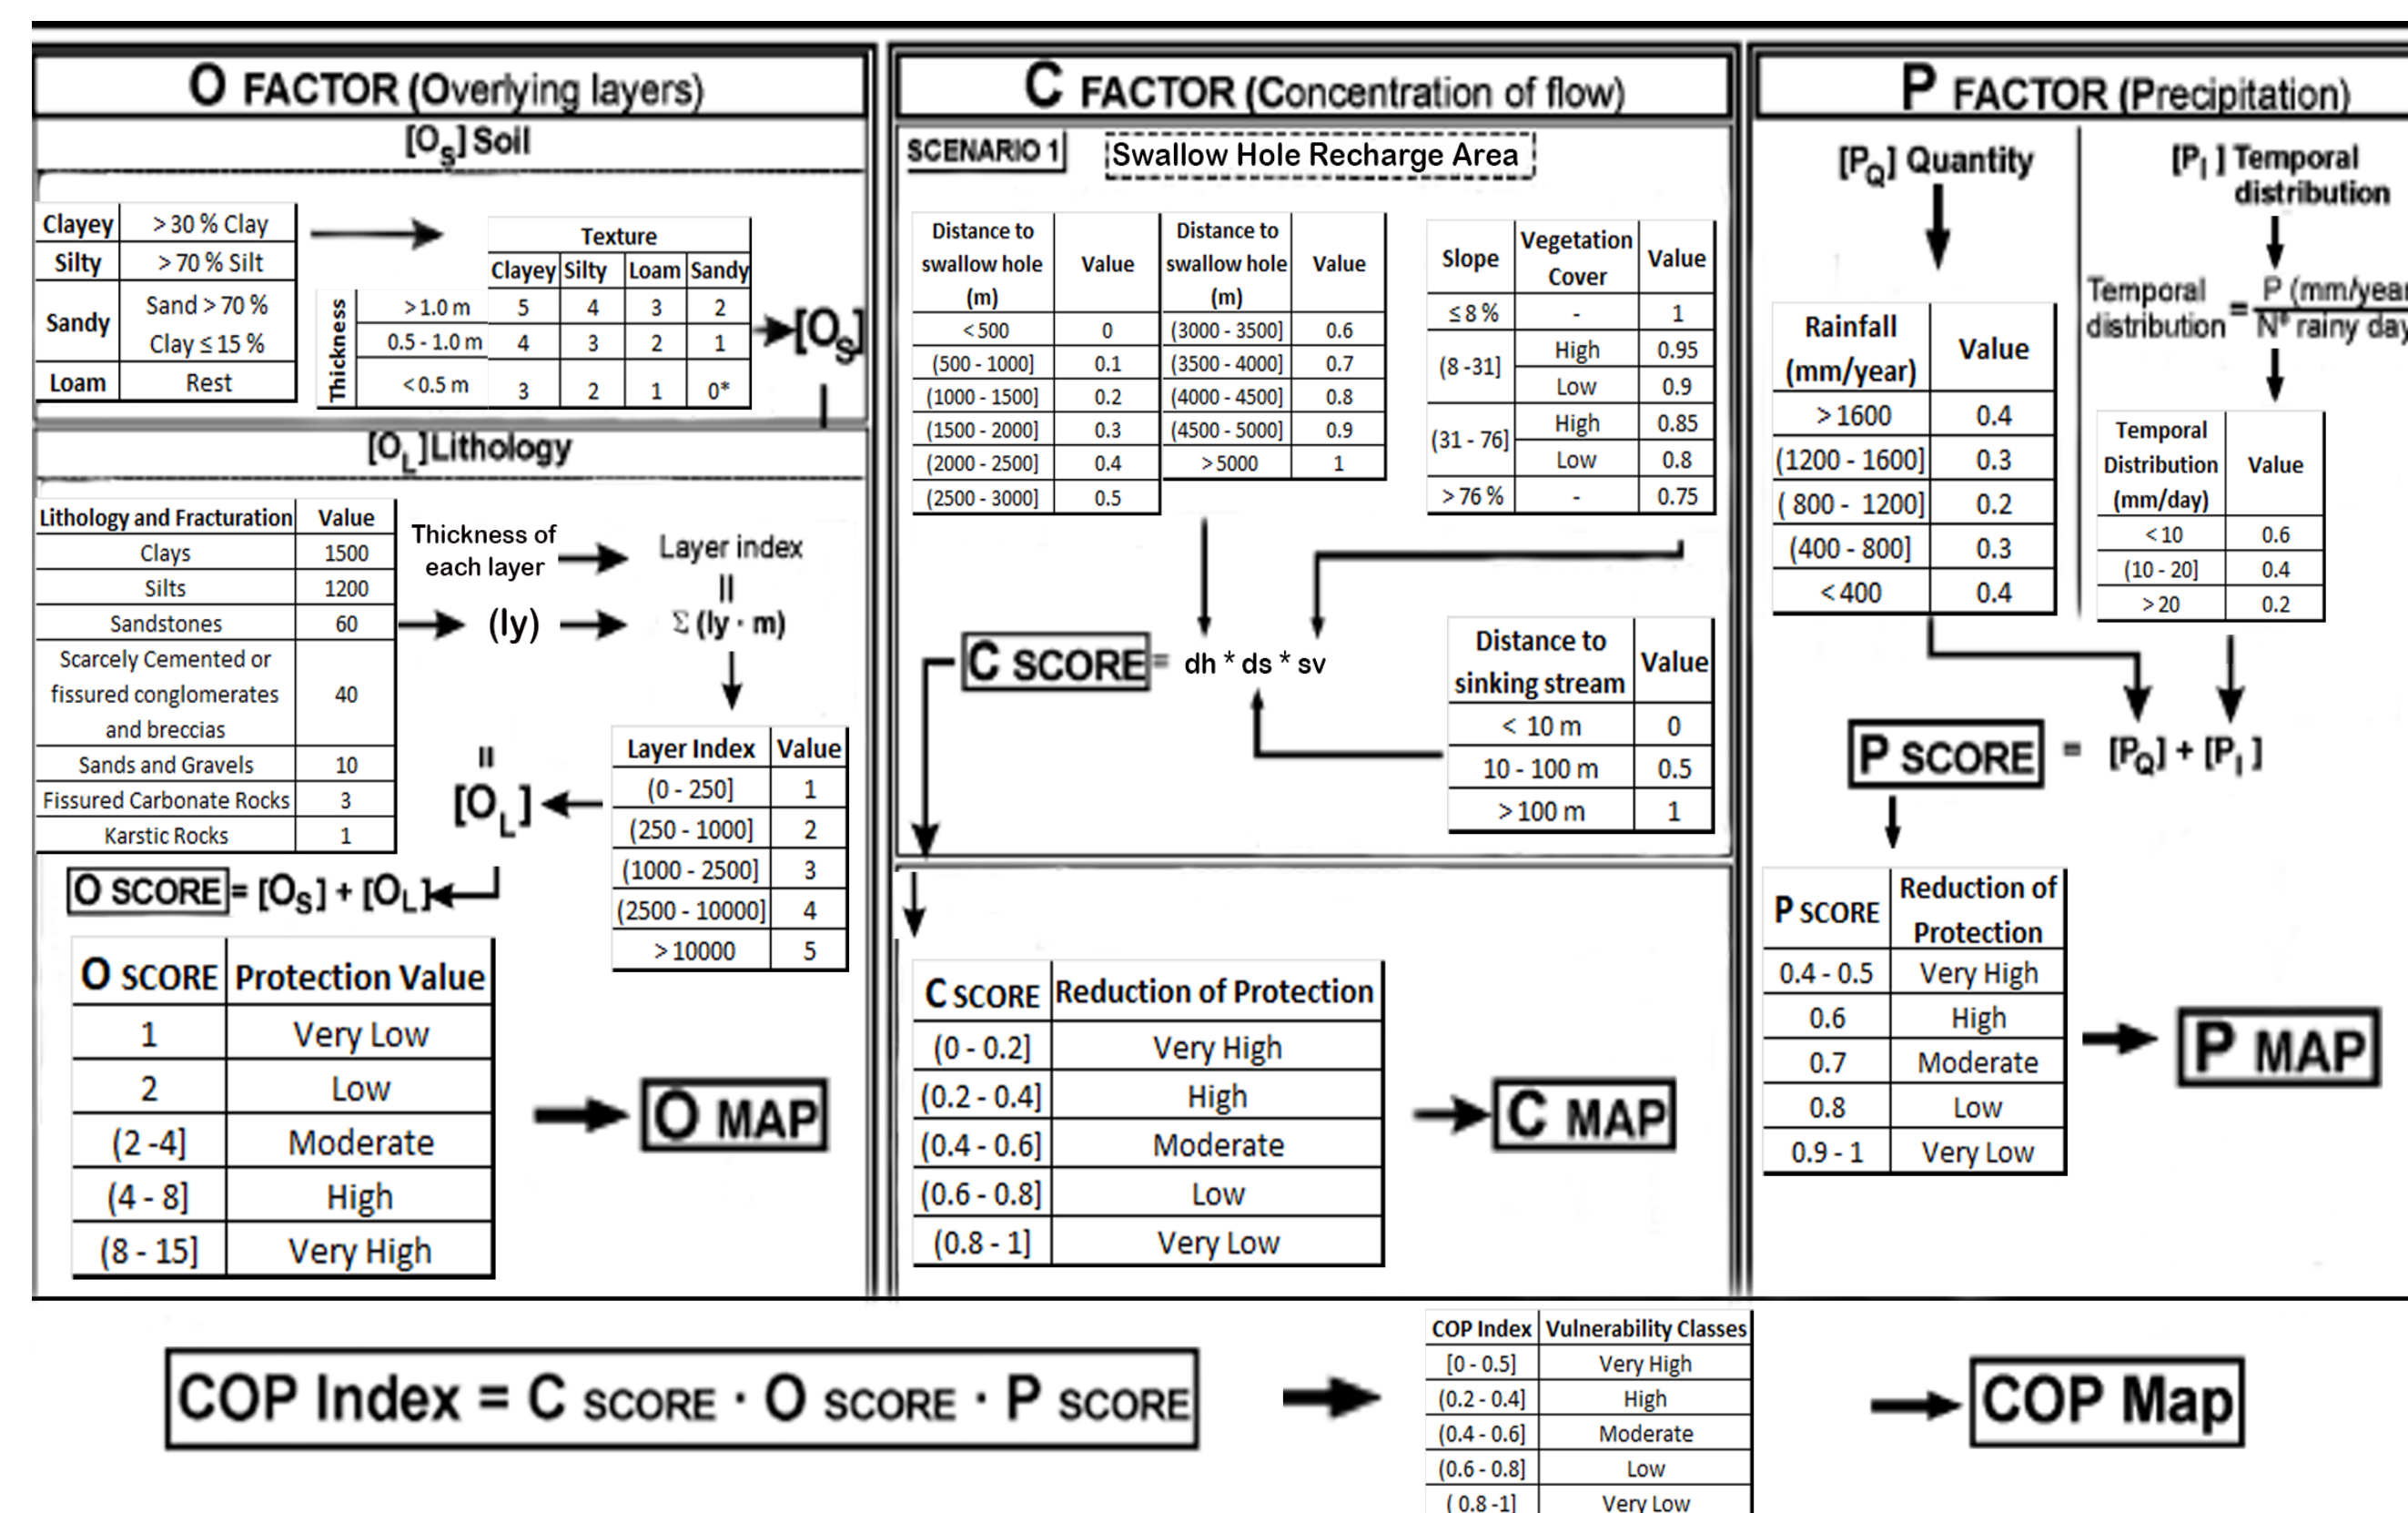 O FACTOR (Overlying layers)
[OS] Soil
Clayey > 30 % Clay
Silty > 70 % Silt
Sandy Sand > 70 %
Clay ≤ 15 %
Loam Rest
Texture
Clayey Silty Loam Sandy
Thickness
> 1.0 m 5 4 3 2
0.5 - 1.0 m 4 3 2 1
< 0.5 m 3 2 1 0*
[OS]
[OL] Lithology
Lithology and Fracturation Value
Clays 1500
Silts 1200
Sandstones 60
Scarcely Cemented or
fissured conglomerates
and breccias
40
Sands and Gravels 10
Fissured Carbonate Rocks 3
Karstic Rocks 1
Thickness of
each layer
(ly)
Layer index
=
Σ (ly · m)
Layer Index Value
(0 - 250] 1
(250 - 1000] 2
(1000 - 2500] 3
(2500 - 10000] 4
> 10000 5
=
[OL]
O SCORE = [OS] + [OL]
O SCORE Protection Value
1 Very Low
2 Low
(2 -4] Moderate
(4 - 8] High
(8 - 15] Very High
O MAP
C FACTOR (Concentration of flow)
SCENARIO 1 Swallow Hole Recharge Area
Distance to
swallow hole
(m)
Value
< 500 0
(500 - 1000] 0.1
(1000 - 1500] 0.2
(1500 - 2000] 0.3
(2000 - 2500] 0.4
(2500 - 3000] 0.5
Distance to
swallow hole
(m)
Value
(3000 - 3500] 0.6
(3500 - 4000] 0.7
(4000 - 4500] 0.8
(4500 - 5000] 0.9
> 5000 1
Slope Vegetation
Cover Value
≤ 8 % - 1
(8 -31] High 0.95
Low 0.9
(31 - 76] High 0.85
Low 0.8
> 76 % - 0.75
C SCORE = dh * ds * sv
Distance to
sinking stream
Value
< 10 m 0
10 - 100 m 0.5
> 100 m 1
C SCORE Reduction of Protection
(0 - 0.2] Very High
(0.2 - 0.4] High
(0.4 - 0.6] Moderate
(0.6 - 0.8] Low
(0.8 - 1] Very Low
C MAP
P FACTOR (Precipitation)
[PQ] Quantity
Rainfall
(mm/year)
Value
> 1600 0.4
(1200 - 1600] 0.3
( 800 - 1200] 0.2
(400 - 800] 0.3
< 400 0.4
[PI ] Temporal
distribution
Temporal
distribution
= P (mm/year
Nº rainy day
Temporal
Distribution
(mm/day)
Value
< 10 0.6
(10 - 20] 0.4
> 20 0.2
P SCORE = [PQ] + [PI ]
P SCORE Reduction of
Protection
0.4 - 0.5 Very High
0.6 High
0.7 Moderate
0.8 Low
0.9 - 1 Very Low
P MAP
COP Index = C SCORE · O SCORE · P SCORE
COP Index Vulnerability Classes
[0 - 0.5] Very High
(0.2 - 0.4] High
(0.4 - 0.6] Moderate
(0.6 - 0.8] Low
( 0.8 -1] Very Low
COP Map